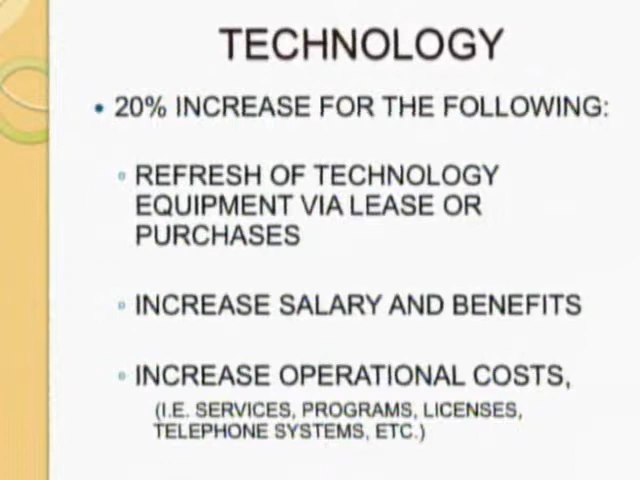 TECHNOLOGY
• 20% INCREASE FOR THE FOLLOWING:
◦ REFRESH OF TECHNOLOGY
EQUIPMENT VIA LEASE OR
PURCHASES
◦ INCREASE SALARY AND BENEFITS
◦ INCREASE OPERATIONAL COSTS,
(I.E. SERVICES, PROGRAMS, LICENSES,
TELEPHONE SYSTEMS, ETC.)